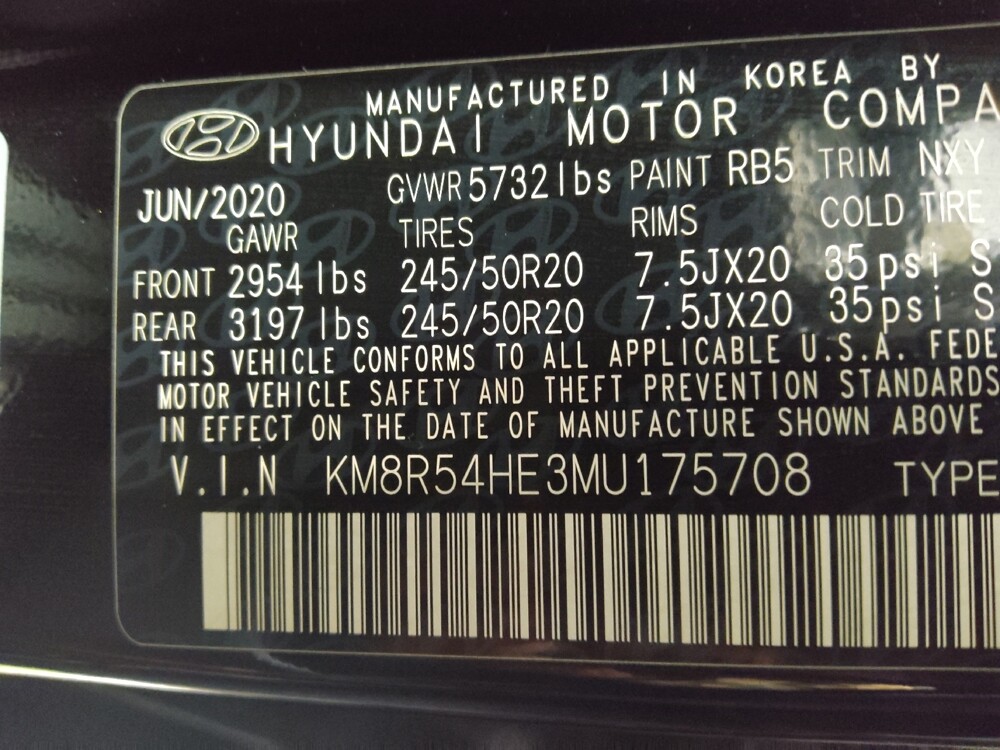 MANUFACTURED IN KOREA BY
HYUNDAI MOTOR COMPA
JUN/2020 GVWR 5732 lbs PAINT RB5 TRIM NXY
GAWR TIRES RIMS COLD TIRE
FRONT 2954 lbs 245/50R20 7.5JX20 35psi S
REAR 3197 lbs 245/50R20 7.5JX20 35psi S
THIS VEHICLE CONFORMS TO ALL APPLICABLE U.S.A. FEDE
MOTOR VEHICLE SAFETY AND THEFT PREVENTION STANDARDS
IN EFFECT ON THE DATE OF MANUFACTURE SHOWN ABOVE
V.I.N KM8R54HE3MU175708 TYPE